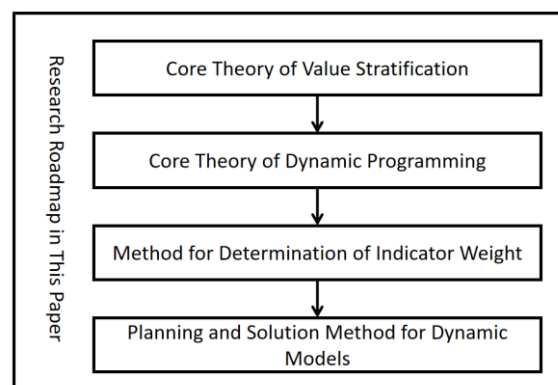 Research Roadmap in This Paper
Core Theory of Value Stratification
Core Theory of Dynamic Programming
Method for Determination of Indicator Weight
Planning and Solution Method for Dynamic
Models